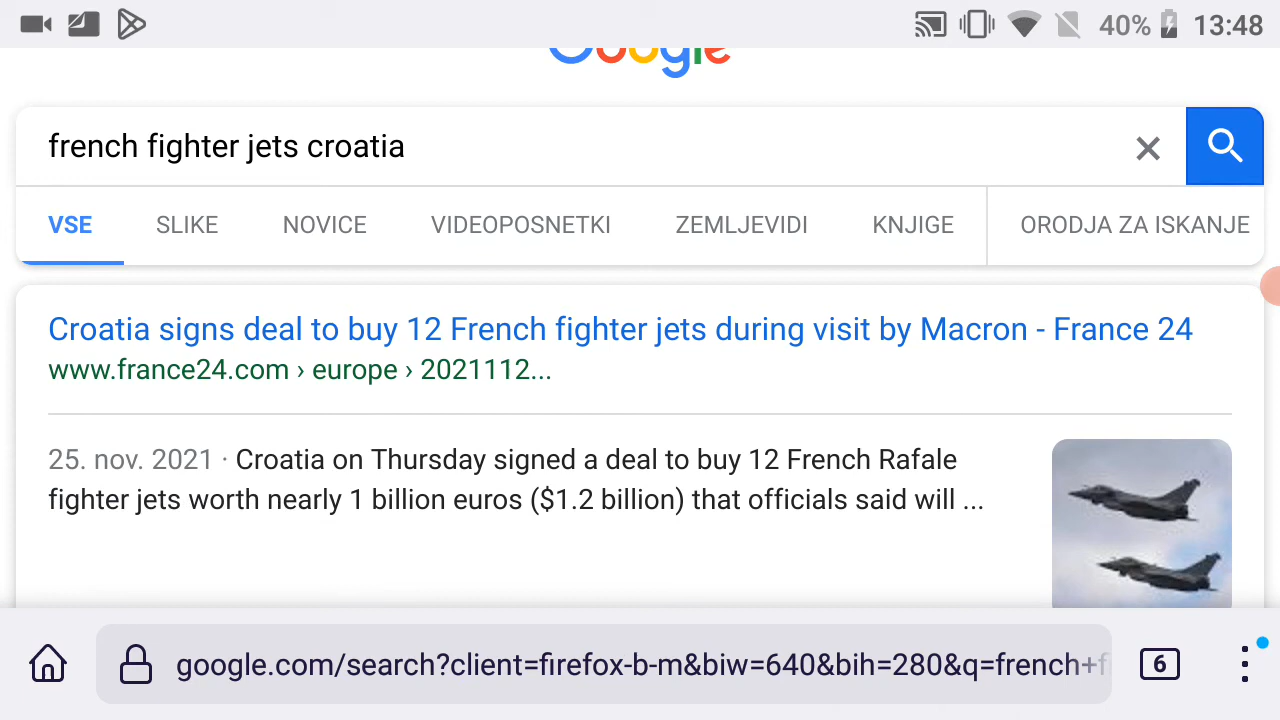 40% 13:48
Google
french fighter jets croatia
VSE SLIKE NOVICE VIDEOPOSNETKI ZEMLJEVIDI KNJIGE ORODJA ZA ISKANJE
Croatia signs deal to buy 12 French fighter jets during visit by Macron - France 24
www.france24.com › europe › 2021112...
25. nov. 2021 · Croatia on Thursday signed a deal to buy 12 French Rafale
fighter jets worth nearly 1 billion euros ($1.2 billion) that officials said will ...
google.com/search?client=firefox-b-m&biw=640&bih=280&q=french+f 6